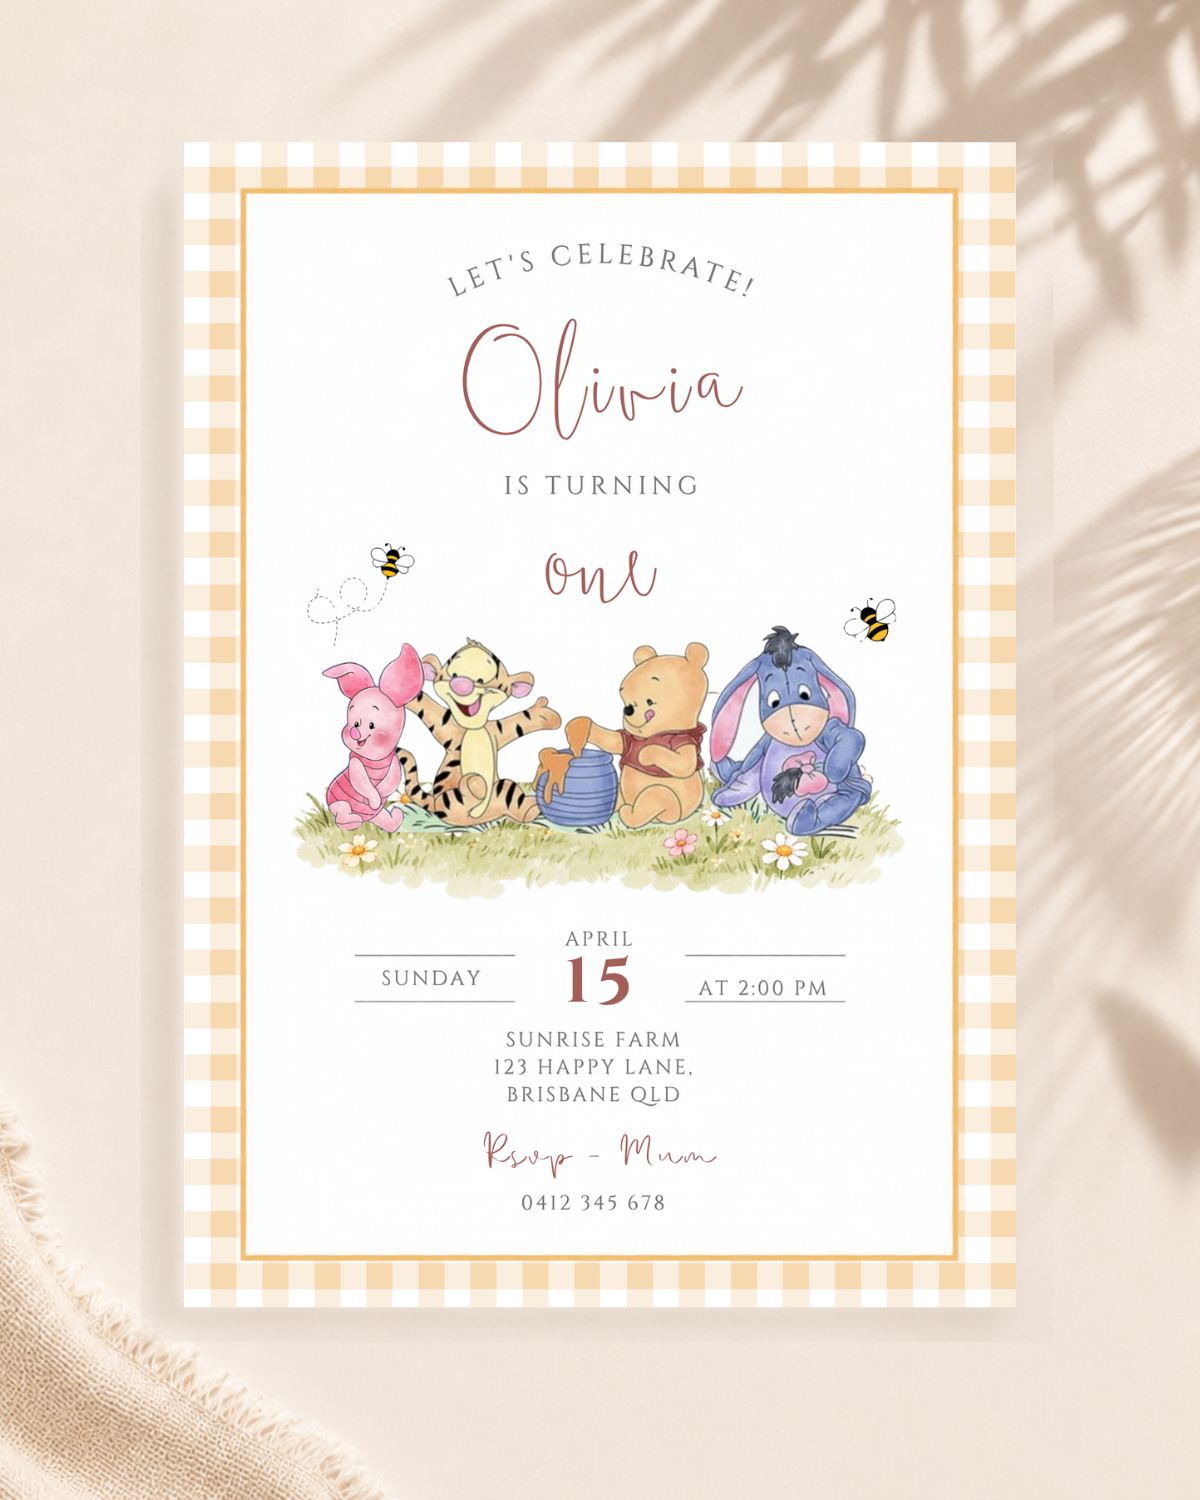 LET'S CELEBRATE!
Olivia
IS TURNING
one
APRIL
SUNDAY
15
AT 2:00 PM
SUNRISE FARM
123 HAPPY LANE,
BRISBANE QLD
Rsvp - Mum
0412 345 678